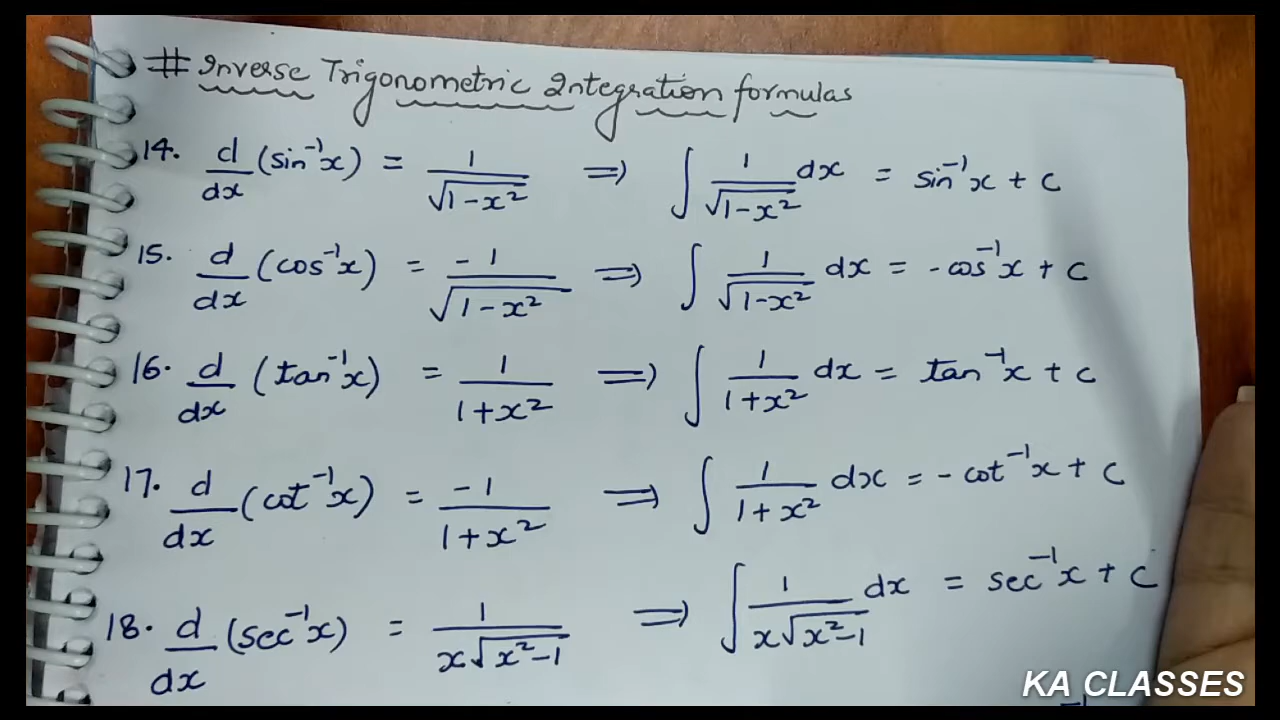 # Inverse Trigonometric Integration formulas
14. d/dx (sin⁻¹x) = 1/√(1-x²) ⇒ ∫ 1/√(1-x²) dx = sin⁻¹x + c
15. d/dx (cos⁻¹x) = -1/√(1-x²) ⇒ ∫ 1/√(1-x²) dx = -cos⁻¹x + c
16. d/dx (tan⁻¹x) = 1/(1+x²) ⇒ ∫ 1/(1+x²) dx = tan⁻¹x + c
17. d/dx (cot⁻¹x) = -1/(1+x²) ⇒ ∫ 1/(1+x²) dx = -cot⁻¹x + c
18. d/dx (sec⁻¹x) = 1/(x√(x²-1)) ⇒ ∫ 1/(x√(x²-1)) dx = sec⁻¹x + c
KA CLASSES